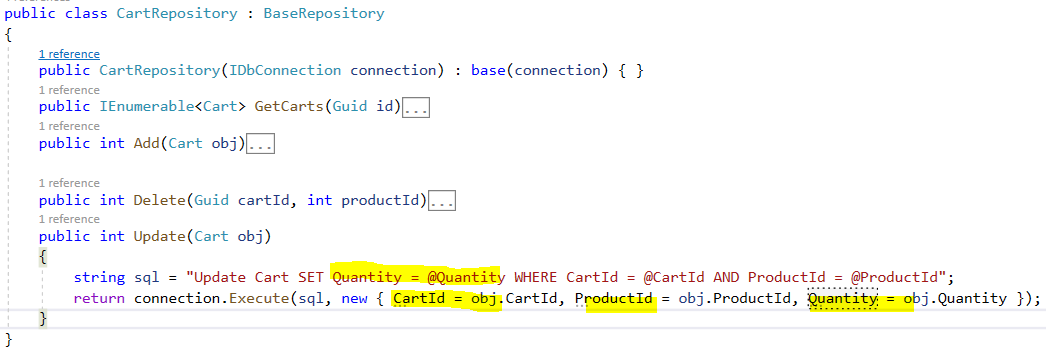 public class CartRepository : BaseRepository
{
1 reference
public CartRepository(IDbConnection connection) : base(connection) { }
1 reference
public IEnumerable<Cart> GetCarts(Guid id)...
1 reference
public int Add(Cart obj)...
1 reference
public int Delete(Guid cartId, int productId)...
1 reference
public int Update(Cart obj)
{
string sql = "Update Cart SET Quantity = @Quantity WHERE CartId = @CartId AND ProductId = @ProductId";
return connection.Execute(sql, new { CartId = obj.CartId, ProductId = obj.ProductId, Quantity = obj.Quantity });
}
}